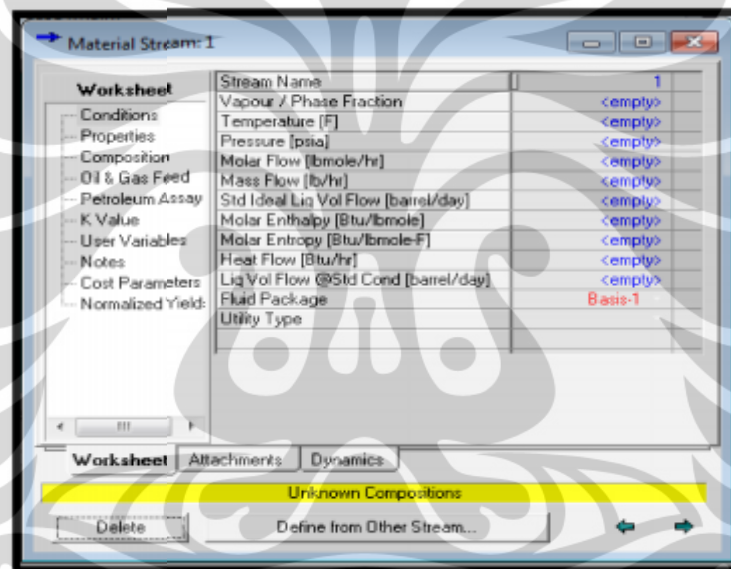 Material Stream: 1
Worksheet
Conditions
Properties
Composition
Oil & Gas Feed
Petroleum Assay
K Value
User Variables
Notes
Cost Parameters
Normalized Yields
Stream Name 1
Vapour / Phase Fraction <empty>
Temperature [F] <empty>
Pressure [psia] <empty>
Molar Flow [lbmole/hr] <empty>
Mass Flow [lb/hr] <empty>
Std Ideal Liq Vol Flow [barrel/day] <empty>
Molar Enthalpy [Btu/lbmole] <empty>
Molar Entropy [Btu/lbmole-F] <empty>
Heat Flow [Btu/hr] <empty>
Liq Vol Flow @Std Cond [barrel/day] <empty>
Fluid Package Basis-1
Utility Type
Worksheet Attachments Dynamics
Unknown Compositions
Delete Define from Other Stream...